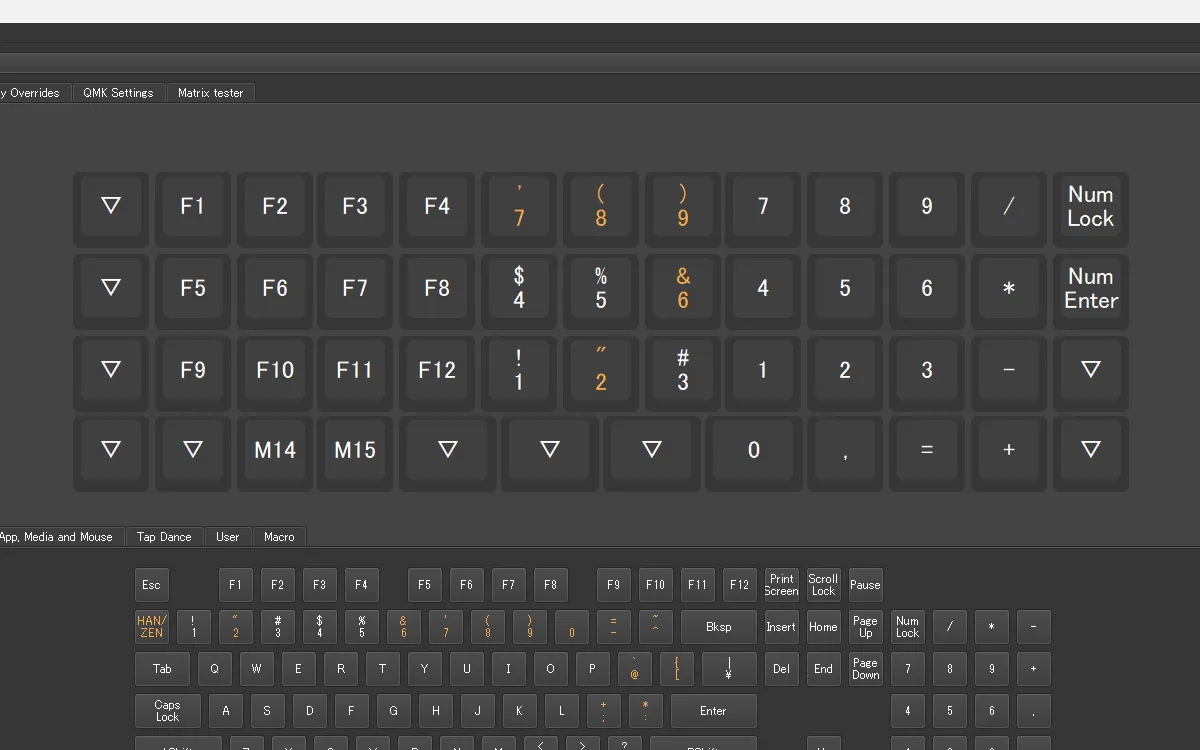 y Overrides QMK Settings Matrix tester
▽ F1 F2 F3 F4 ' ( ) 7 8 9 / Num
7 8 9 Lock
▽ F5 F6 F7 F8 $ % & 4 5 6 * Num
4 5 6 Enter
▽ F9 F10 F11 F12 ! " # 1 2 3 - ▽
1 2 3
▽ ▽ M14 M15 ▽ ▽ ▽ 0 , = + ▽
App, Media and Mouse Tap Dance User Macro
Esc F1 F2 F3 F4 F5 F6 F7 F8 F9 F10 F11 F12 Print Scroll Pause
Screen Lock
HAN/ ! " # $ % & ' ( ) = ~ Bksp Insert Home Page Num / * -
ZEN 1 2 3 4 5 6 7 8 9 0 - ^ Up Lock
Tab Q W E R T Y U I O P ` { | Del End Page 7 8 9 +
@ [ ¥ Down
Caps A S D F G H J K L + * Enter 4 5 6 ,
Lock ; :
< > ?